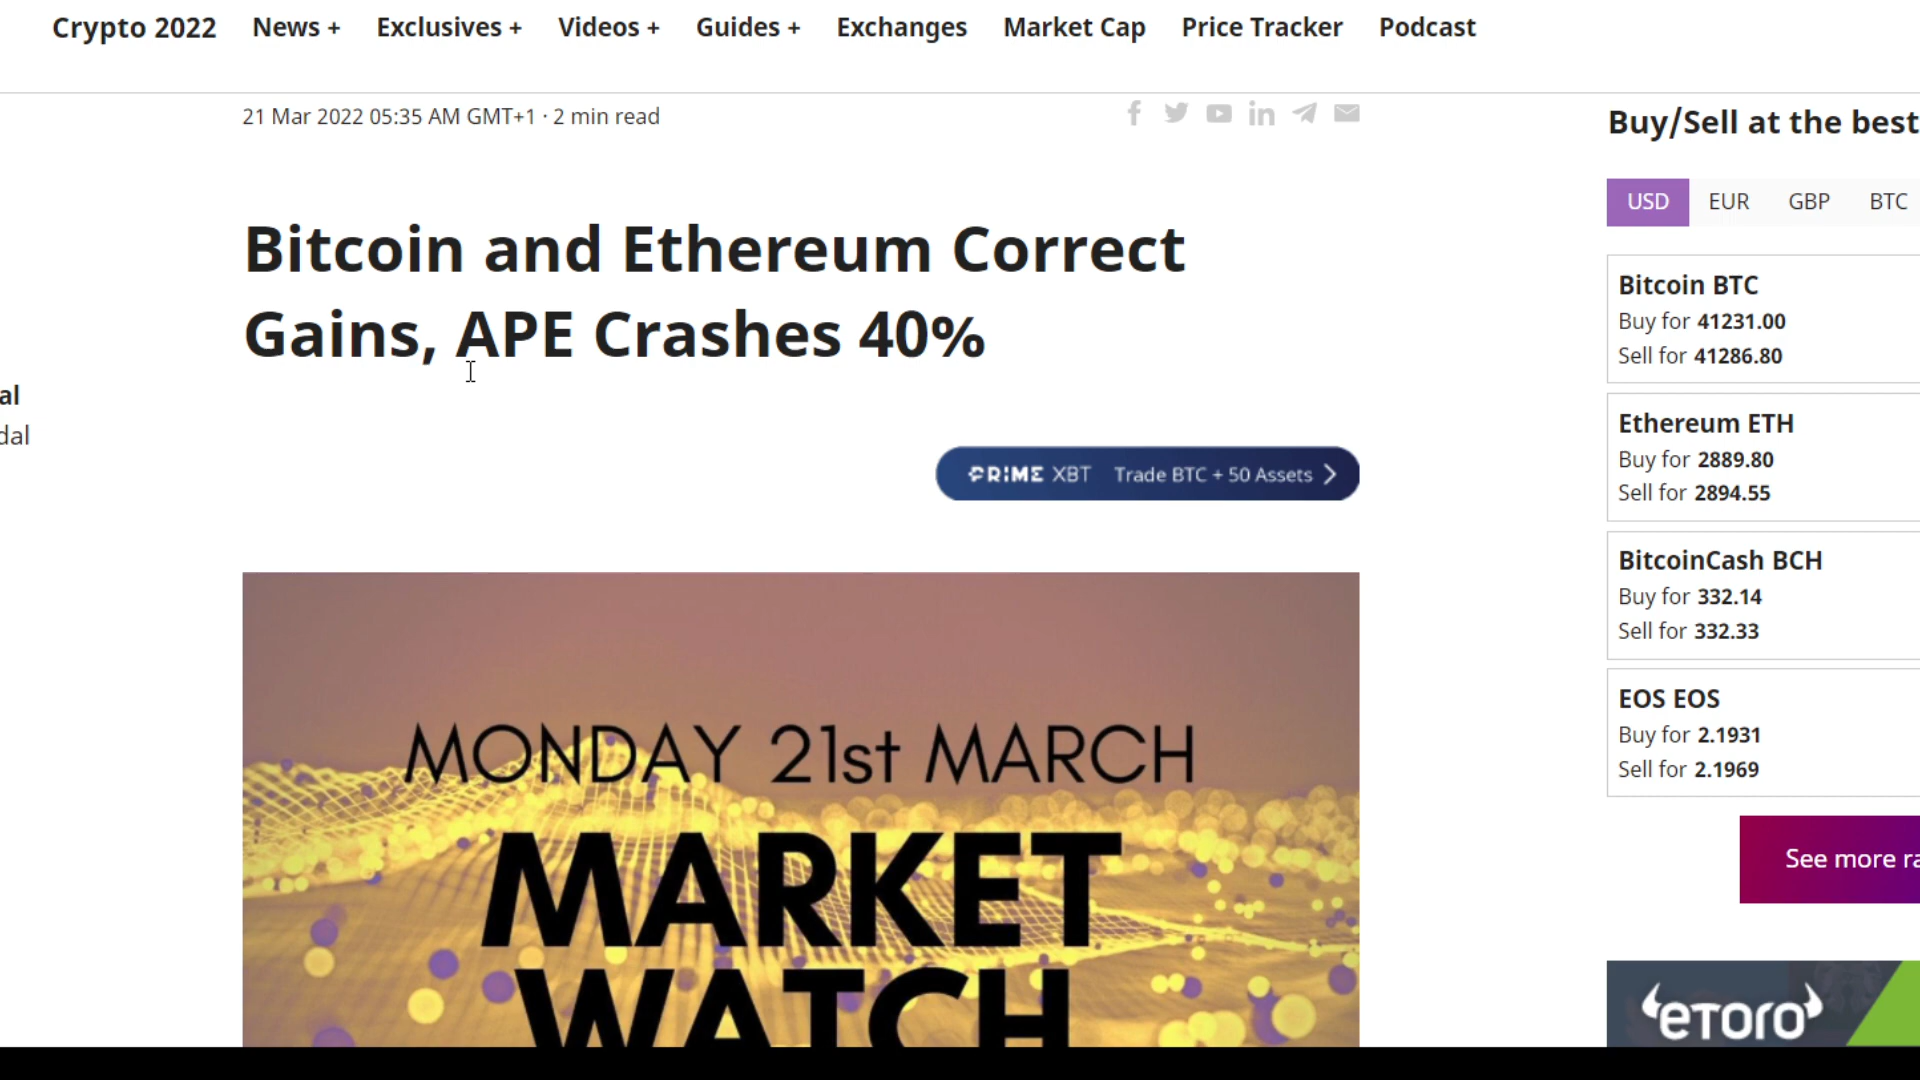 Crypto 2022 News + Exclusives + Videos + Guides + Exchanges Market Cap Price Tracker Podcast
21 Mar 2022 05:35 AM GMT+1 · 2 min read
Bitcoin and Ethereum Correct
Gains, APE Crashes 40%
al
dal
PRIME XBT Trade BTC + 50 Assets
MONDAY 21st MARCH
MARKET
WATCH
Buy/Sell at the best
USD EUR GBP BTC
Bitcoin BTC
Buy for 41231.00
Sell for 41286.80
Ethereum ETH
Buy for 2889.80
Sell for 2894.55
BitcoinCash BCH
Buy for 332.14
Sell for 332.33
EOS EOS
Buy for 2.1931
Sell for 2.1969
See more ra
eToro